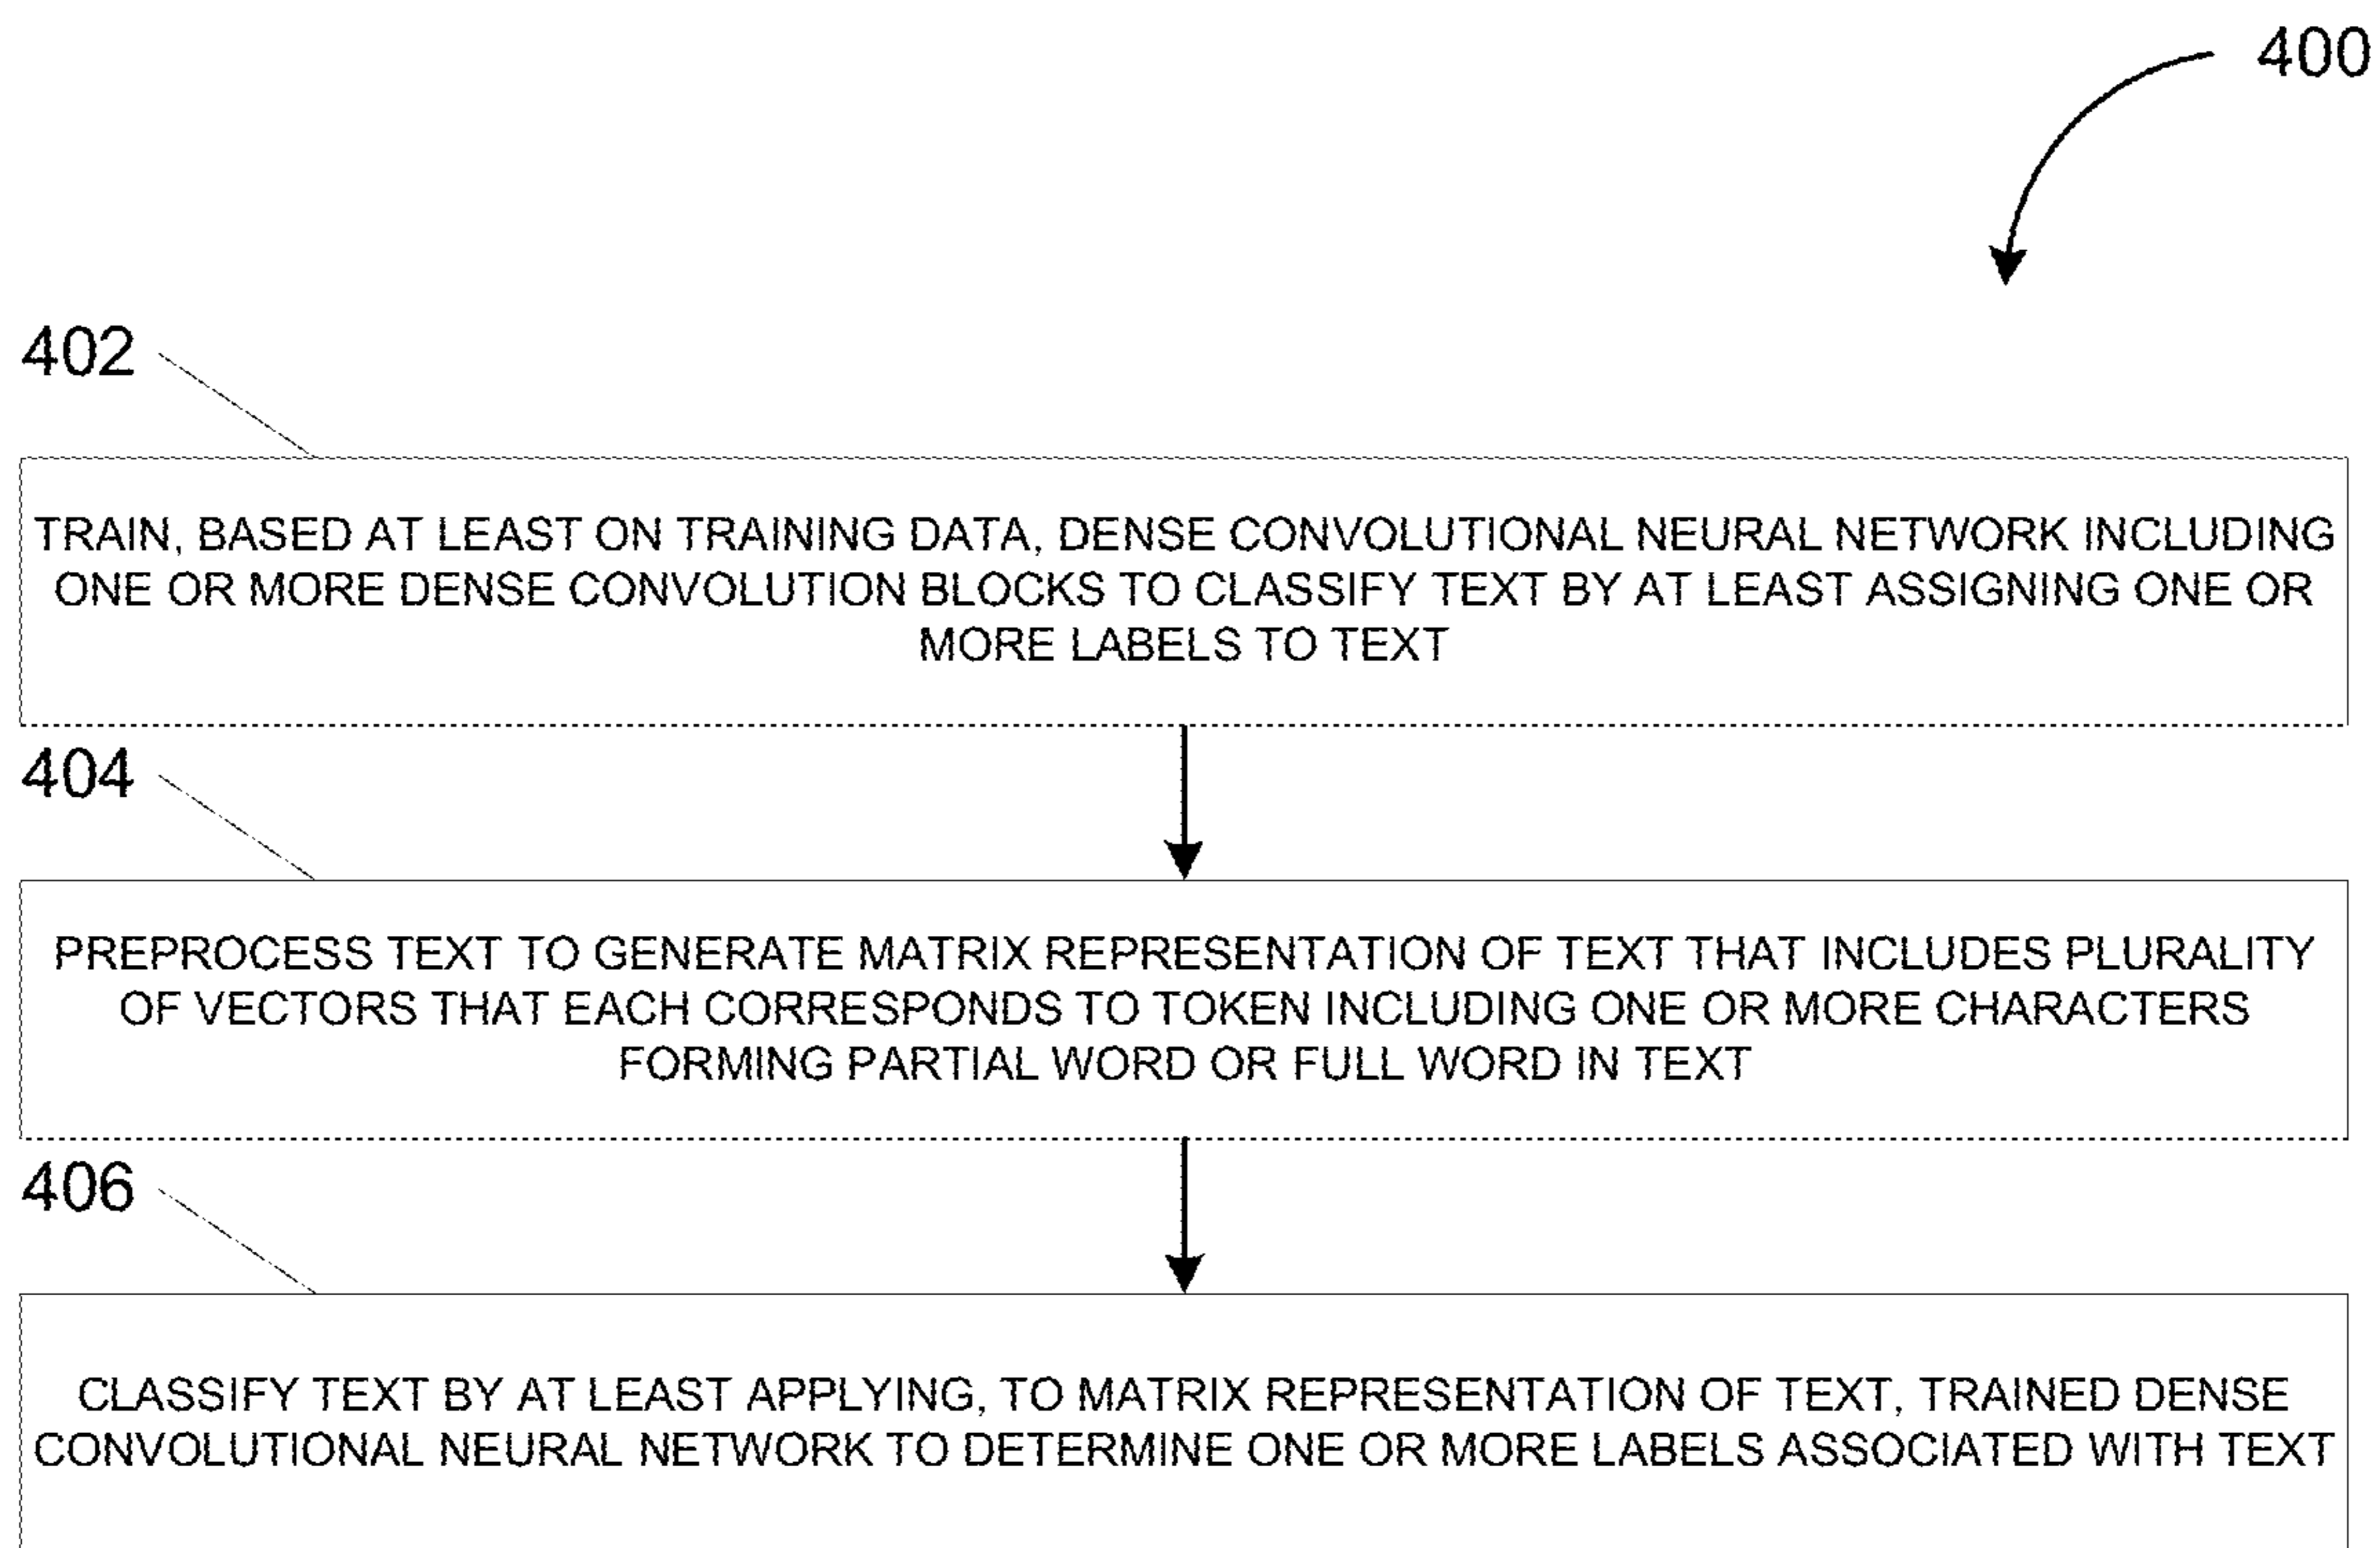 400
402
TRAIN, BASED AT LEAST ON TRAINING DATA, DENSE CONVOLUTIONAL NEURAL NETWORK INCLUDING
ONE OR MORE DENSE CONVOLUTION BLOCKS TO CLASSIFY TEXT BY AT LEAST ASSIGNING ONE OR
MORE LABELS TO TEXT
404
PREPROCESS TEXT TO GENERATE MATRIX REPRESENTATION OF TEXT THAT INCLUDES PLURALITY
OF VECTORS THAT EACH CORRESPONDS TO TOKEN INCLUDING ONE OR MORE CHARACTERS
FORMING PARTIAL WORD OR FULL WORD IN TEXT
406
CLASSIFY TEXT BY AT LEAST APPLYING, TO MATRIX REPRESENTATION OF TEXT, TRAINED DENSE
CONVOLUTIONAL NEURAL NETWORK TO DETERMINE ONE OR MORE LABELS ASSOCIATED WITH TEXT